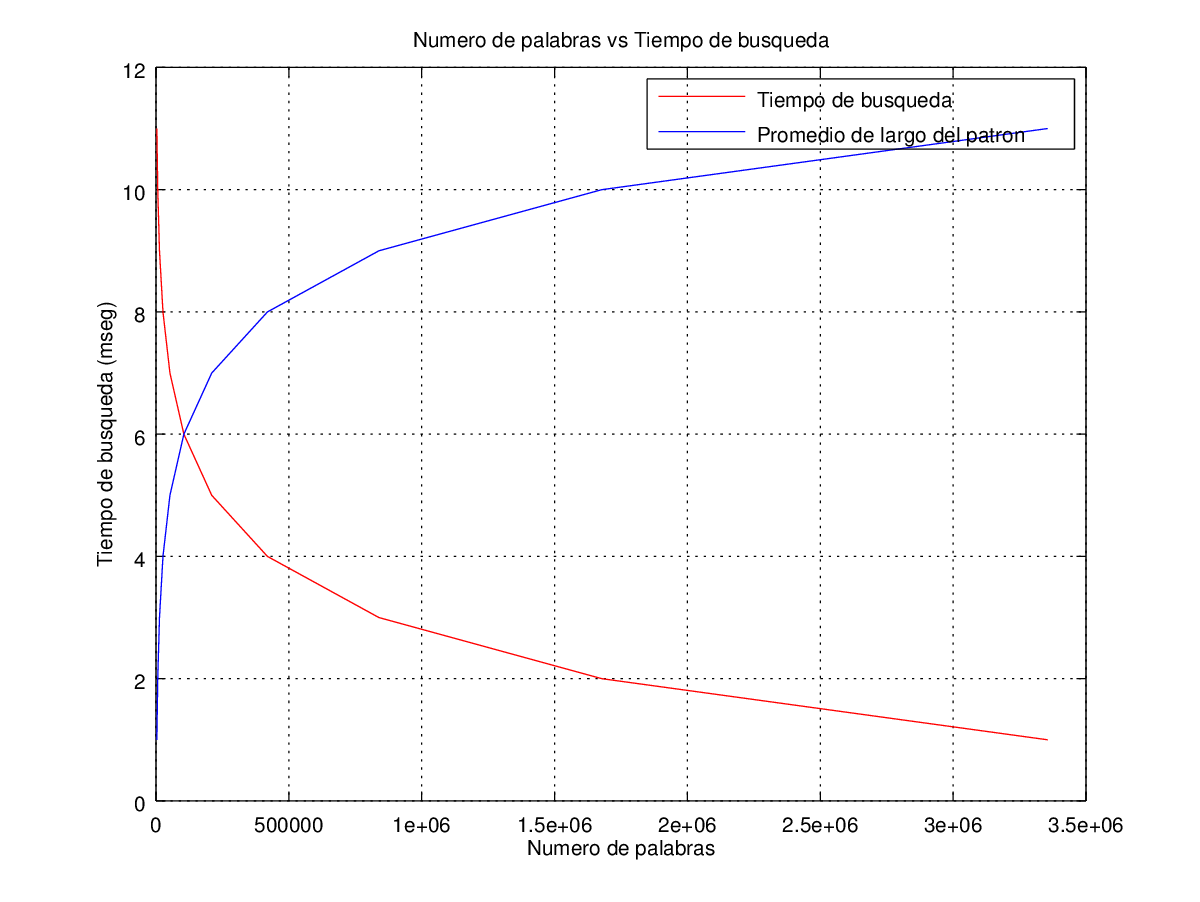 Numero de palabras vs Tiempo de busqueda
12
10
8
6
4
2
0
Tiempo de busqueda (mseg)
Tiempo de busqueda
Promedio de largo del patron
0 500000 1e+06 1.5e+06 2e+06 2.5e+06 3e+06 3.5e+06
Numero de palabras